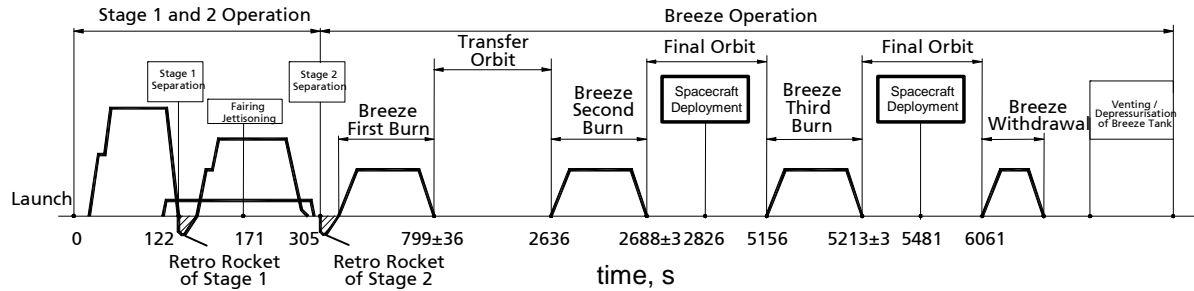 Stage 1 and 2 Operation
Breeze Operation
Transfer
Orbit
Final Orbit
Final Orbit
Stage 1
Separation
Stage 2
Separation
Fairing
Jettisoning
Breeze
First Burn
Breeze
Second
Burn
Spacecraft
Deployment
Breeze
Third
Burn
Spacecraft
Deployment
Breeze
Withdrawal
Venting /
Depressurisation
of Breeze Tank
Launch
0 122 171 305 799±36 2636 2688±3 2826 5156 5213±3 5481 6061
Retro Rocket
of Stage 1
Retro Rocket
of Stage 2
time, s